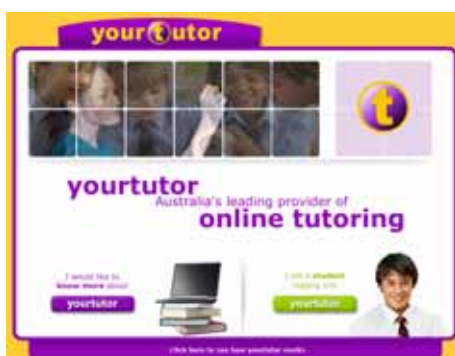 yourtutor
t
yourtutor
Australia's leading provider of
online tutoring
I would like to
know more about
yourtutor
I am a student
logging into
yourtutor
Click here to see how yourtutor works